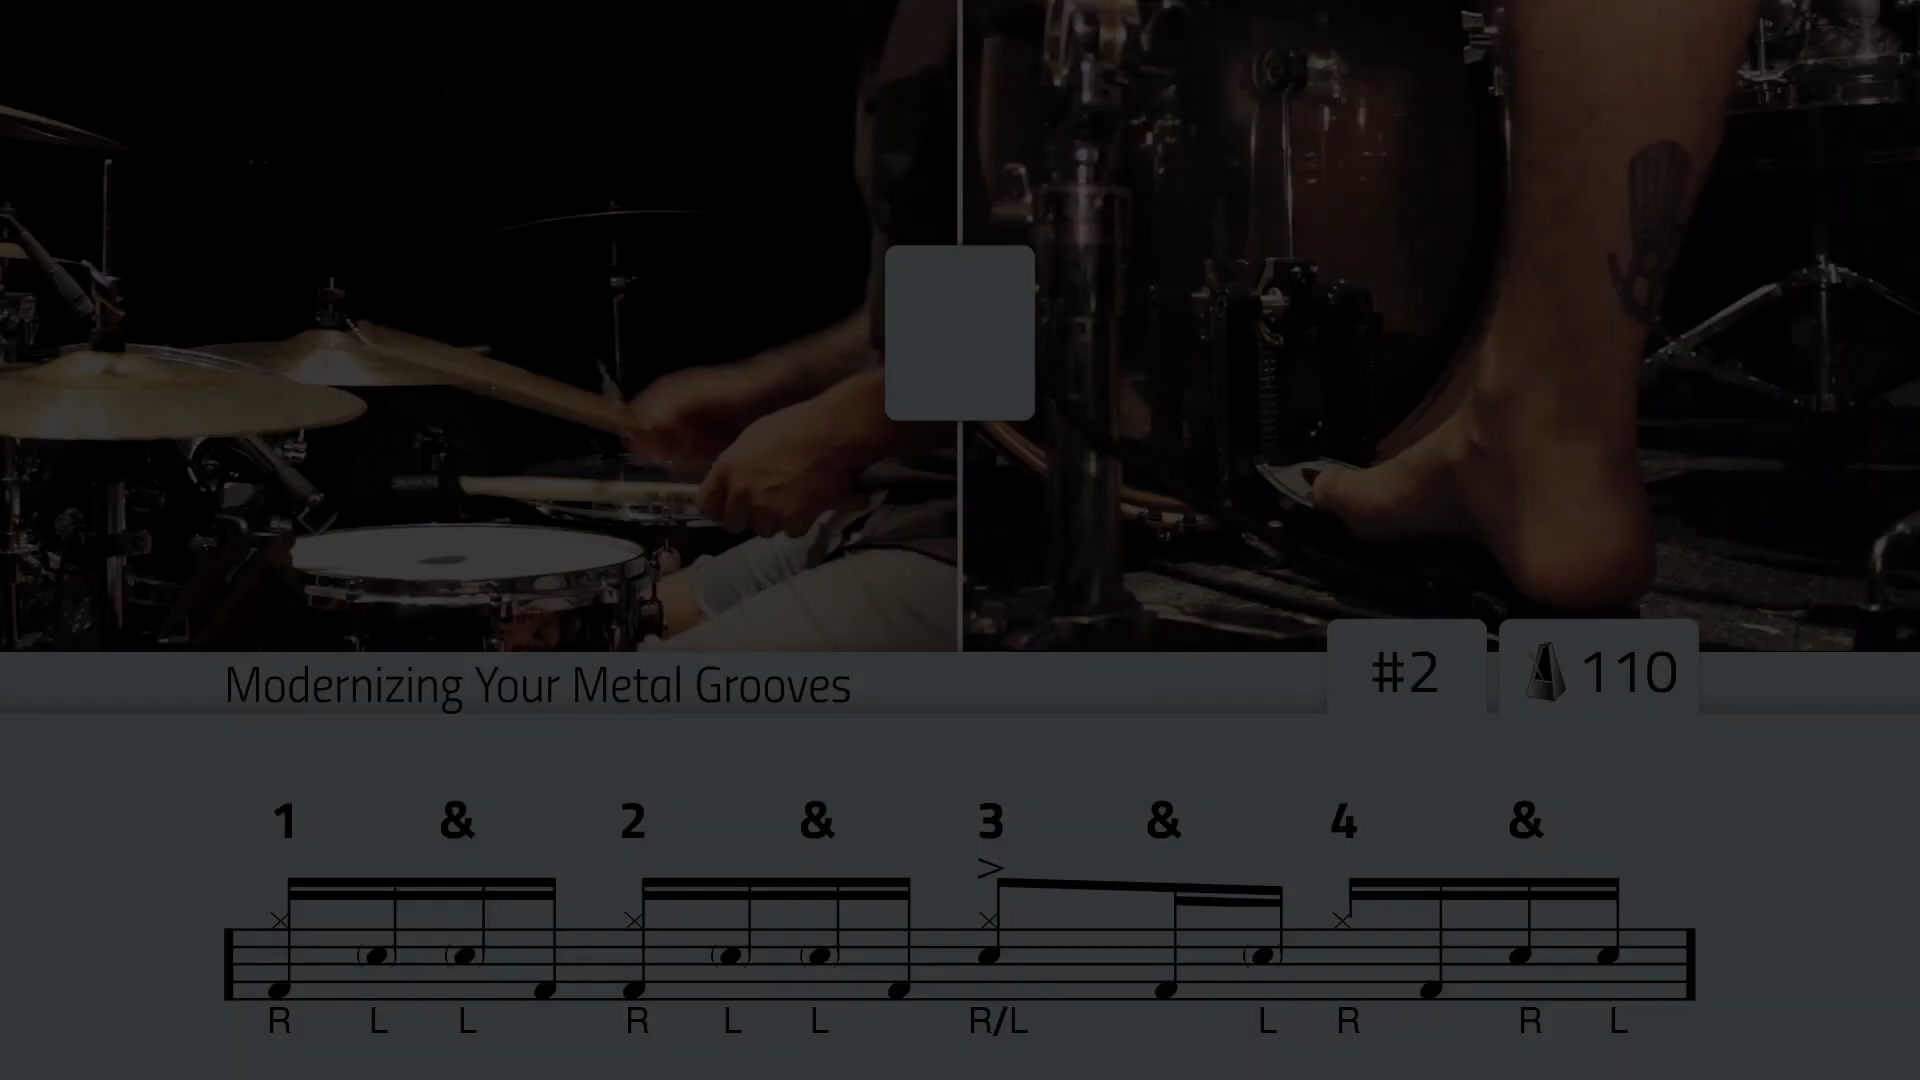 Modernizing Your Metal Grooves
#2
110
1 & 2 & 3 & 4 &
R L L R L L R/L L R R L